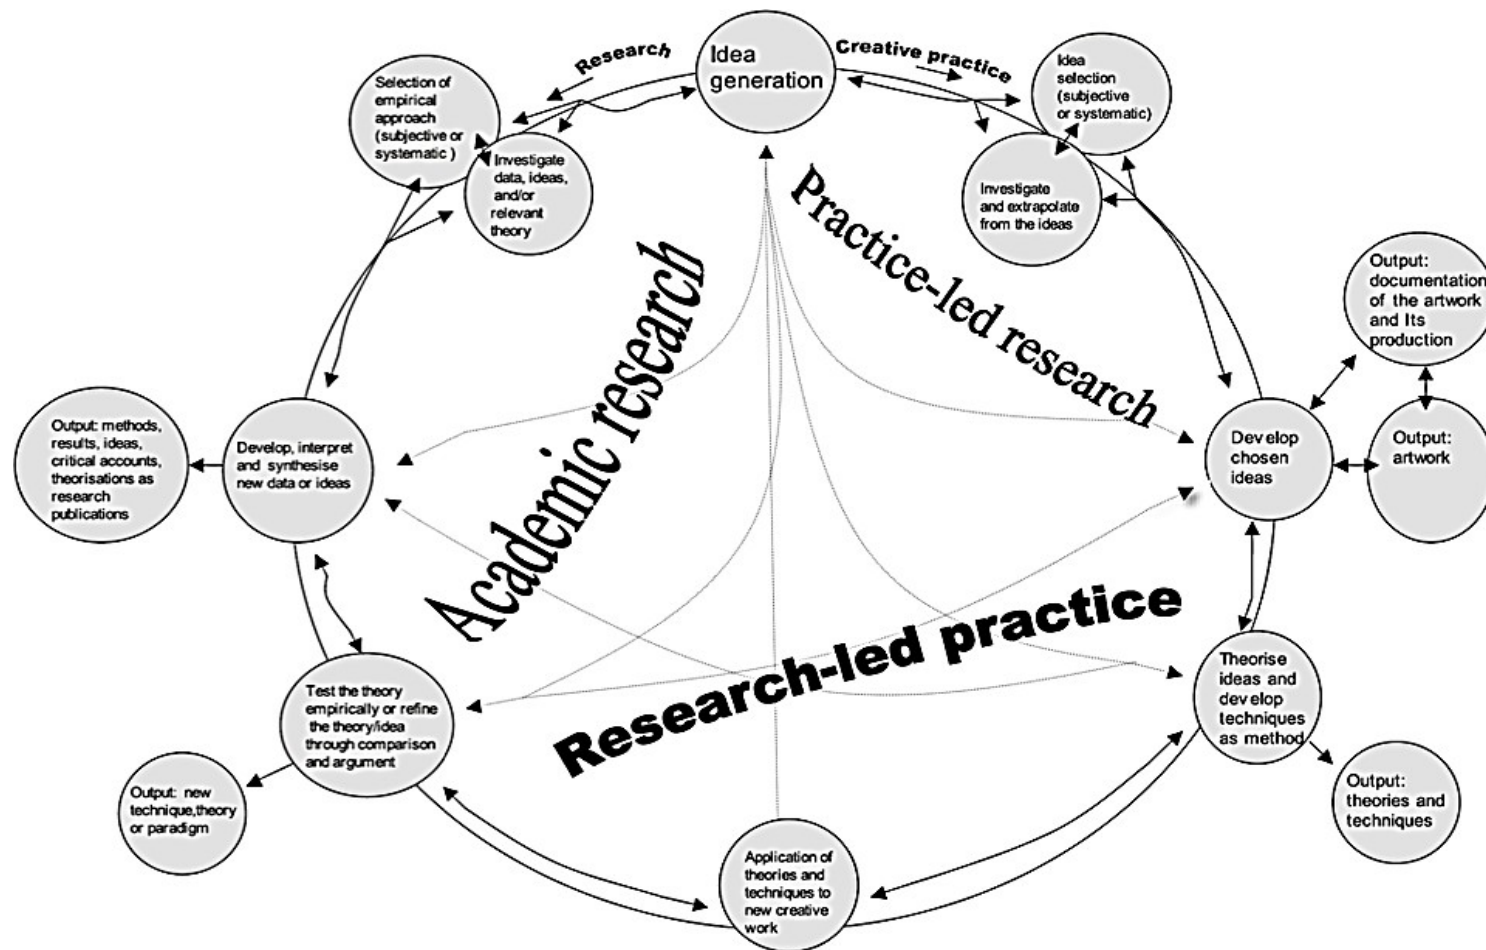 Idea
generation
Research
Creative practice
Selection of
empirical
approach
(subjective or
systematic )
Investigate
data, ideas,
and/or
relevant
theory
Idea
selection
(subjective
or systematic)
Investigate
and extrapolate
from the ideas
Academic research
Practice-led research
Research-led practice
Output:
documentation
of the artwork
and Its
production
Output: methods,
results, ideas,
critical accounts,
theorisations as
research
publications
Develop, interpret
and synthesise
new data or ideas
Develop
chosen
ideas
Output:
artwork
Test the theory
empirically or refine
the theory/idea
through comparison
and argument
Theorise
ideas and
develop
techniques
as method
Output: new
technique,theory
or paradigm
Output:
theories and
techniques
Application of
theories and
techniques to
new creative
work